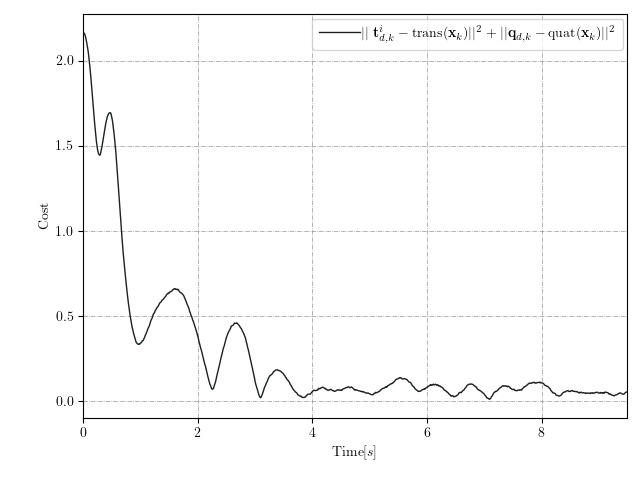 || t^i_{d,k} − trans(x_k)||² + ||q_{d,k} − quat(x_k)||²
2.0
1.5
1.0
0.5
0.0
Cost
0 2 4 6 8
Time[s]